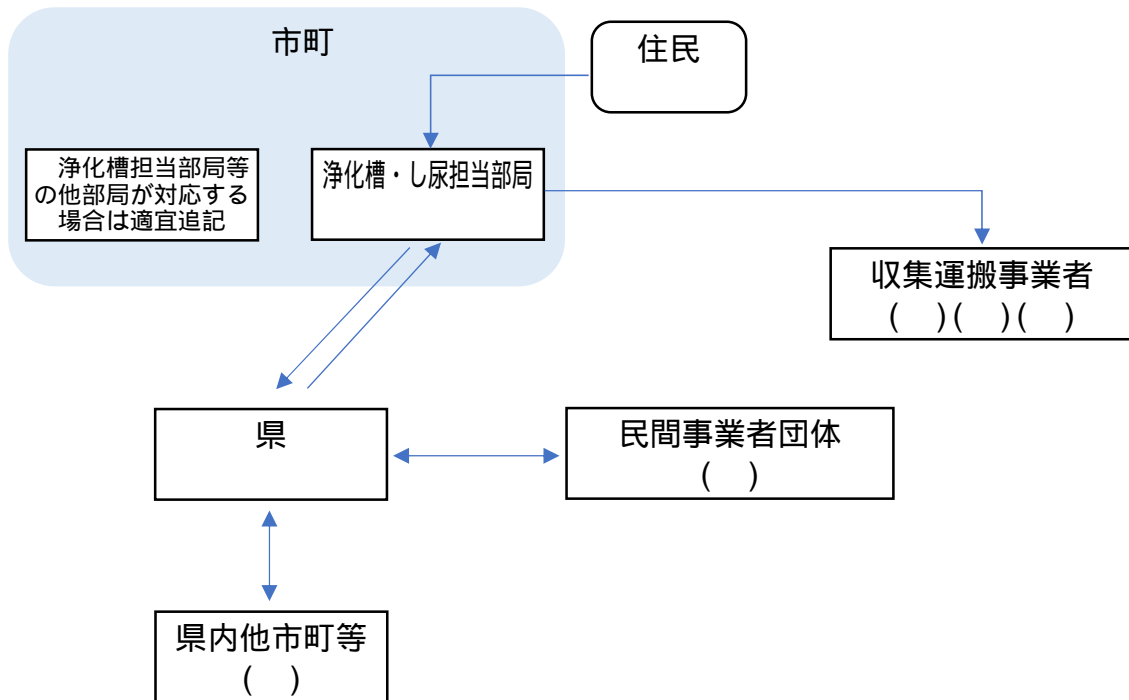 市町
住民
浄化槽担当部局等
の他部局が対応する
場合は適宜追記
浄化槽・し尿担当部局
収集運搬事業者
(　)(　)(　)
県
民間事業者団体
(　)
県内他市町等
(　)